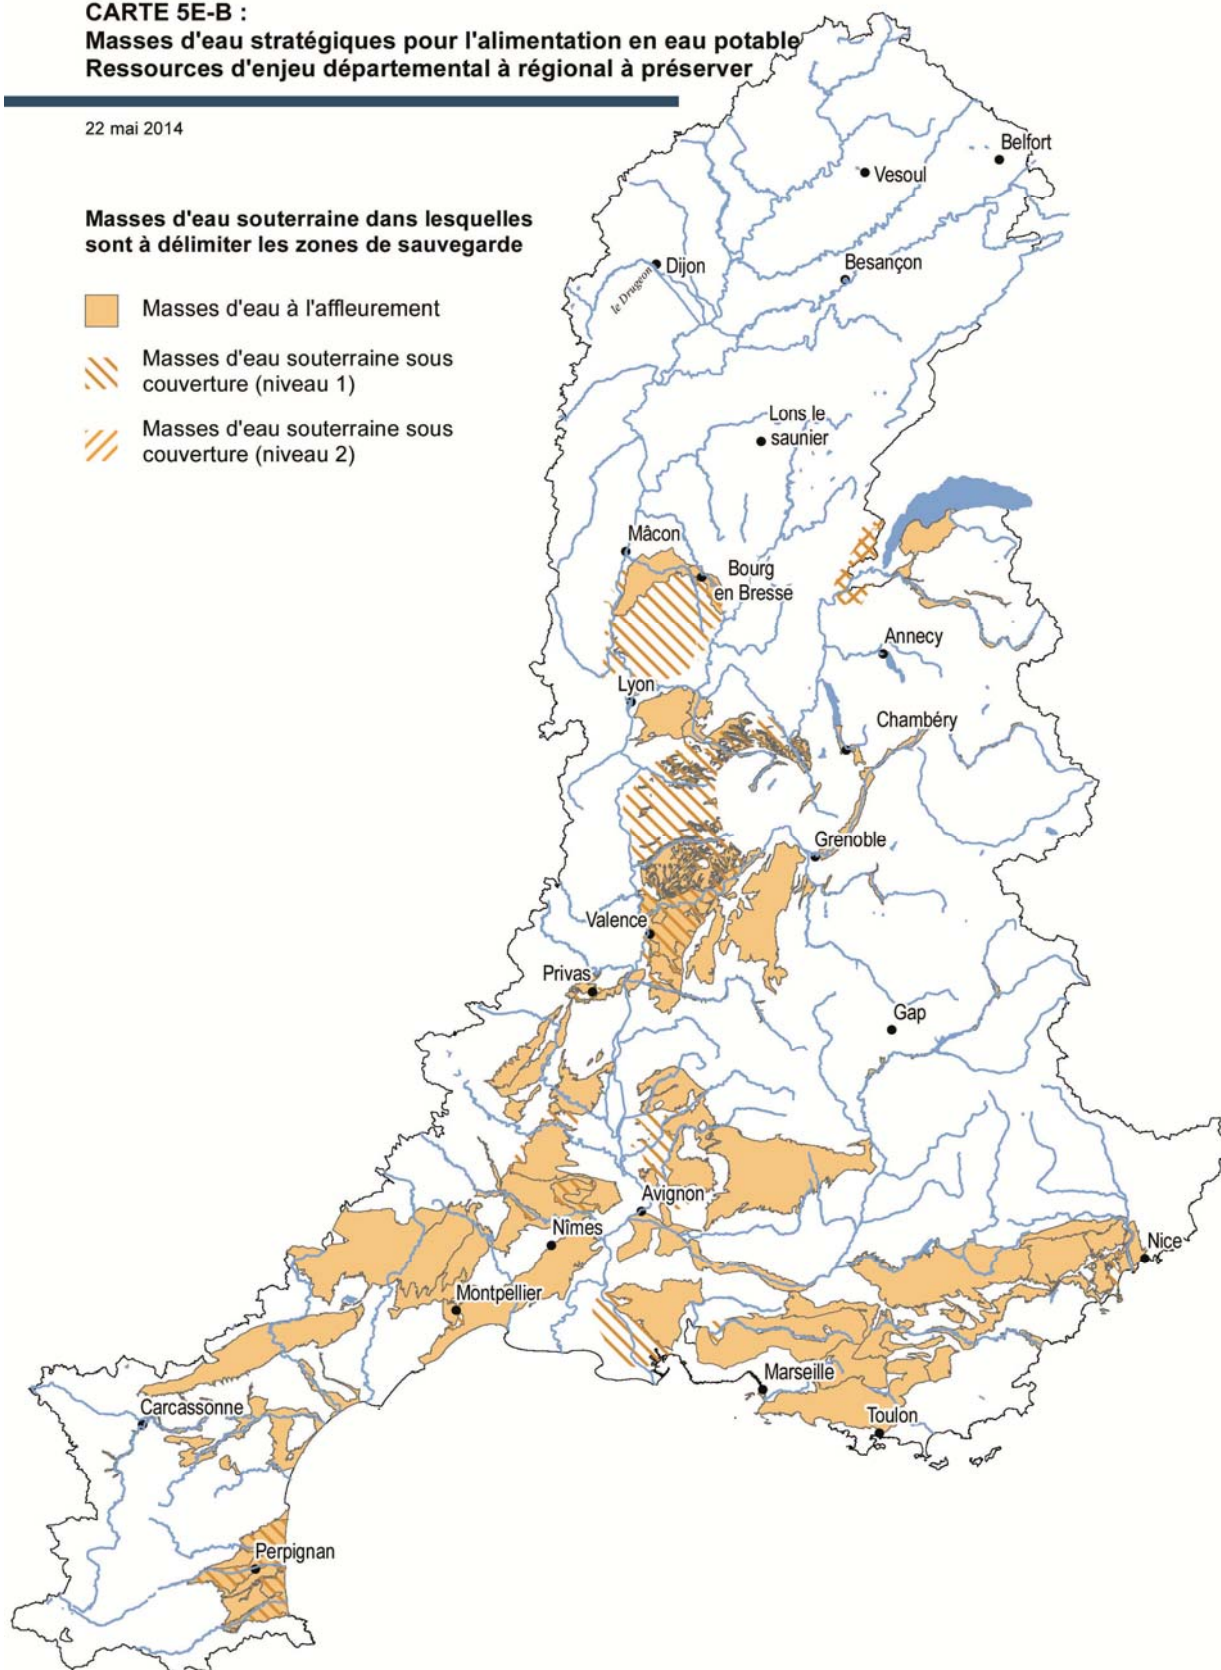 CARTE 5E-B :
Masses d'eau stratégiques pour l'alimentation en eau potable
Ressources d'enjeu départemental à régional à préserver
22 mai 2014
Masses d'eau souterraine dans lesquelles
sont à délimiter les zones de sauvegarde
Masses d'eau à l'affleurement
Masses d'eau souterraine sous
couverture (niveau 1)
Masses d'eau souterraine sous
couverture (niveau 2)
Belfort
Vesoul
Dijon
le Drugeon
Besançon
Lons le
saunier
Mâcon
Bourg
en Bresse
Annecy
Lyon
Chambéry
Grenoble
Valence
Privas
Gap
Avignon
Nîmes
Nice
Montpellier
Marseille
Carcassonne
Toulon
Perpignan